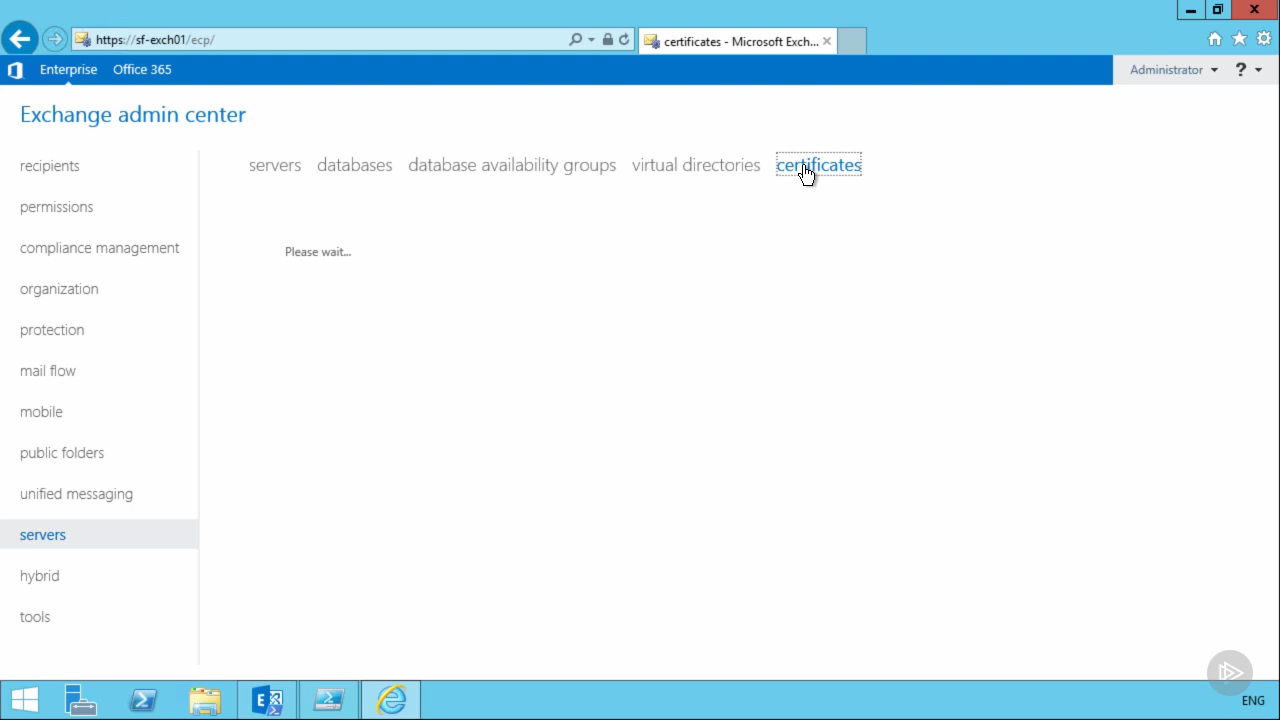 https://sf-exch01/ecp/
certificates - Microsoft Exch...
Enterprise
Office 365
Administrator
?
Exchange admin center
recipients
permissions
compliance management
organization
protection
mail flow
mobile
public folders
unified messaging
servers
hybrid
tools
servers databases database availability groups virtual directories certificates
Please wait...
ENG